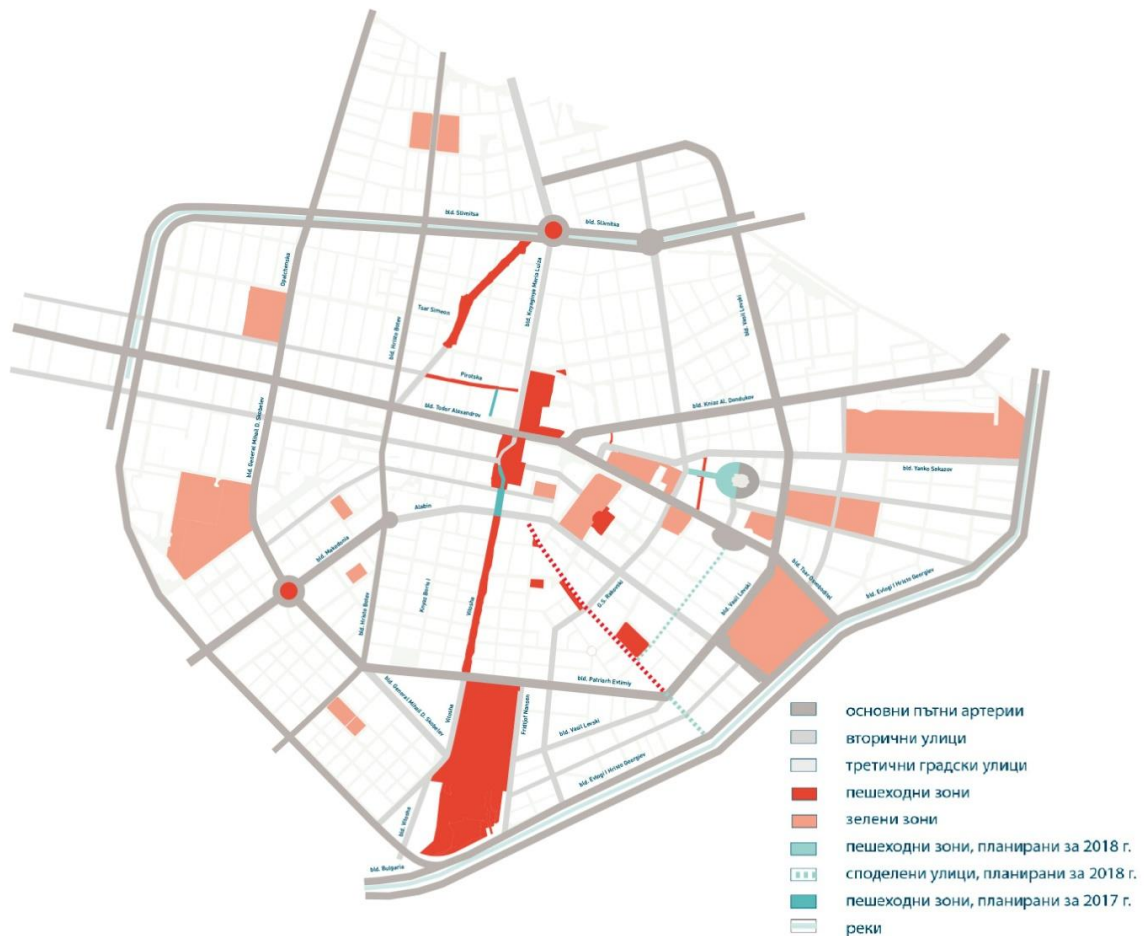 bld. Slivnitsa
bld. Slivnitsa
Opalchenska
bld. Knyaginya Maria Luiza
Tsar Simeon
bld. Hristo Botev
bld. Vasil Levski
Pirotska
bld. Todor Alexandrov
bld. Knias Al. Dondukov
bld. General Mihail D. Skobelev
bld. Yanko Sakazov
Alabin
bld. Makedonia
bld. Hristo Botev
Knyaz Boris I
Vitosha
G.S. Rakovski
bld. Vasil Levski
bld. Tsar Osvoboditel
bld. Evlogi i Hristo Georgiev
bld. Patriarh Evtimiy
bld. General Mihail D. Skobelev
Vitosha
Fridtjof Nansen
bld. Vasil Levski
bld. Evlogi i Hristo Georgiev
bld. Vitosha
bld. Bulgaria
основни пътни артерии
вторични улици
третични градски улици
пешеходни зони
зелени зони
пешеходни зони, планирани за 2018 г.
споделени улици, планирани за 2018 г.
пешеходни зони, планирани за 2017 г.
реки